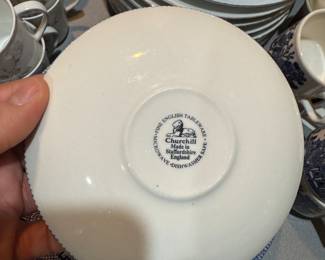 FINE ENGLISH TABLEWARE
Churchill
Made in
Staffordshire
England
MICROWAVE • DISHWASHER SAFE